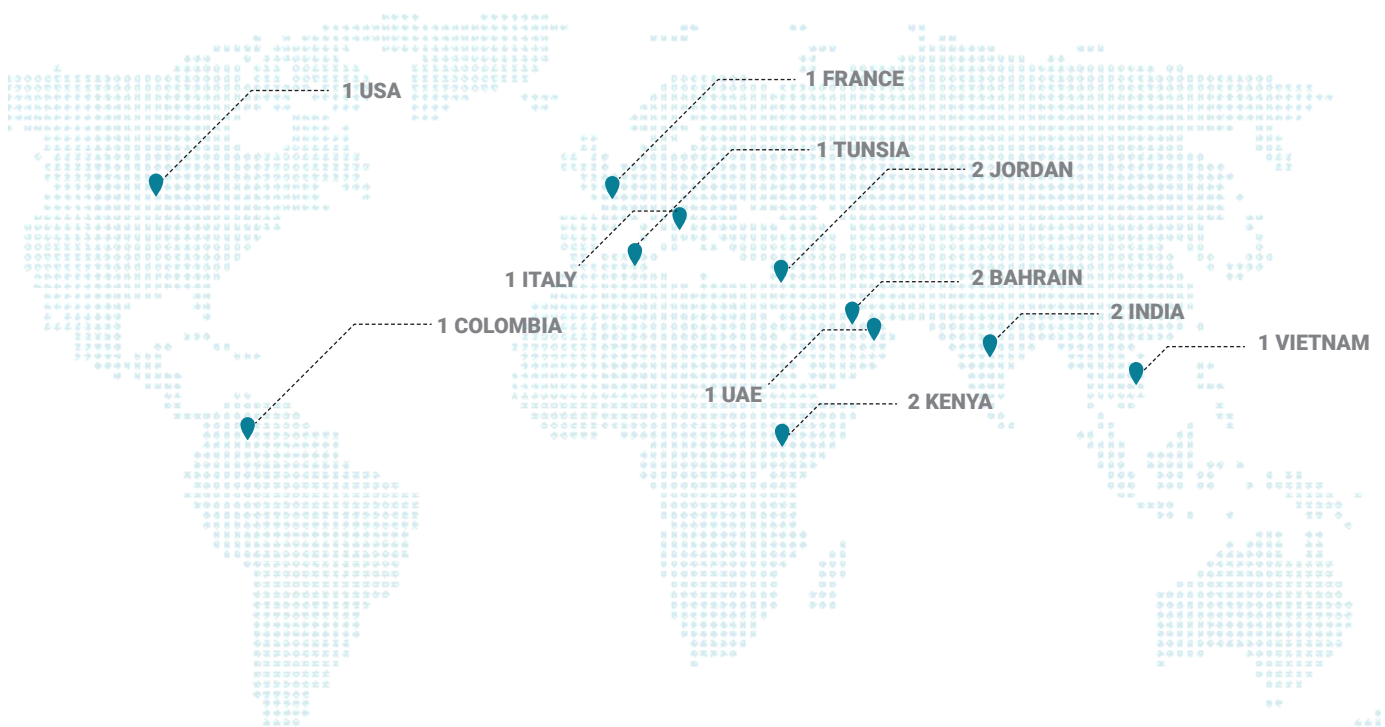 1 FRANCE
1 USA
1 TUNSIA
2 JORDAN
1 ITALY
2 BAHRAIN
2 INDIA
1 COLOMBIA
1 VIETNAM
1 UAE
2 KENYA